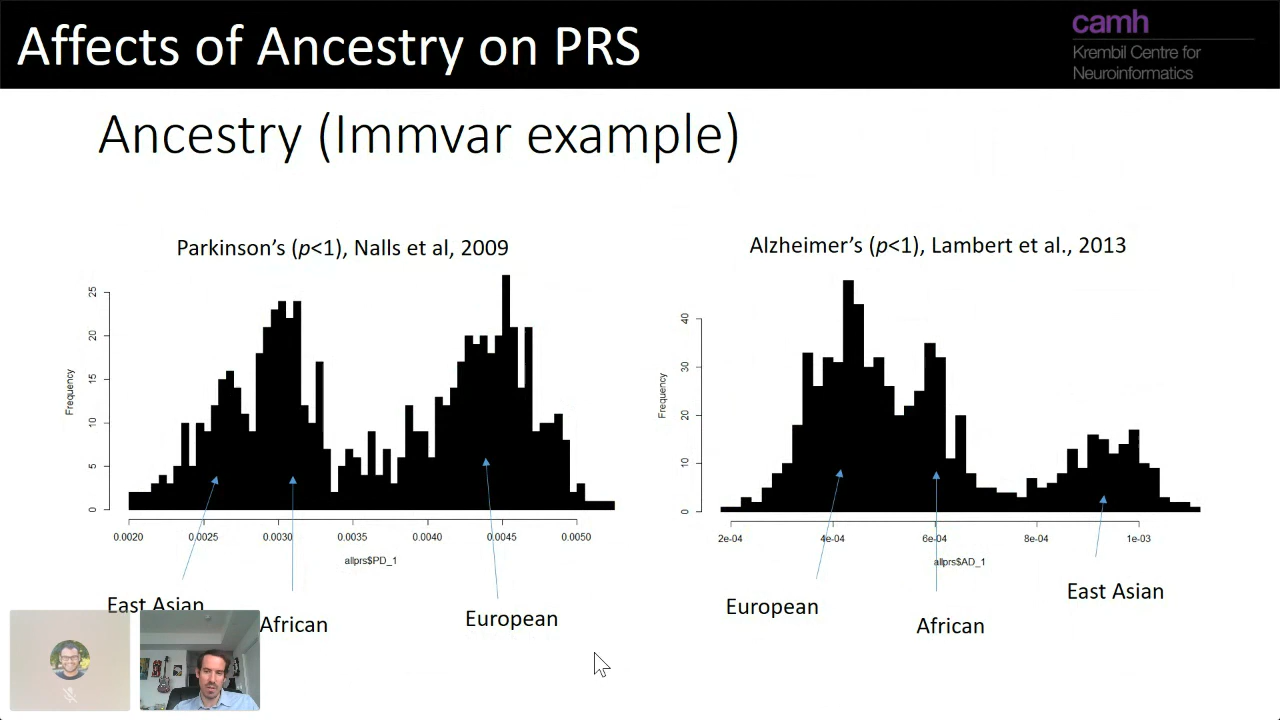 Affects of Ancestry on PRS
camh
Krembil Centre for
Neuroinformatics
Ancestry (Immvar example)
Parkinson's (p<1), Nalls et al, 2009
Frequency
25
20
15
10
5
0
0.0020 0.0025 0.0030 0.0035 0.0040 0.0045 0.0050
allprs$PD_1
East Asian
African
European
Alzheimer's (p<1), Lambert et al., 2013
Frequency
40
30
20
10
0
2e-04 4e-04 6e-04 8e-04 1e-03
allprs$AD_1
European
African
East Asian